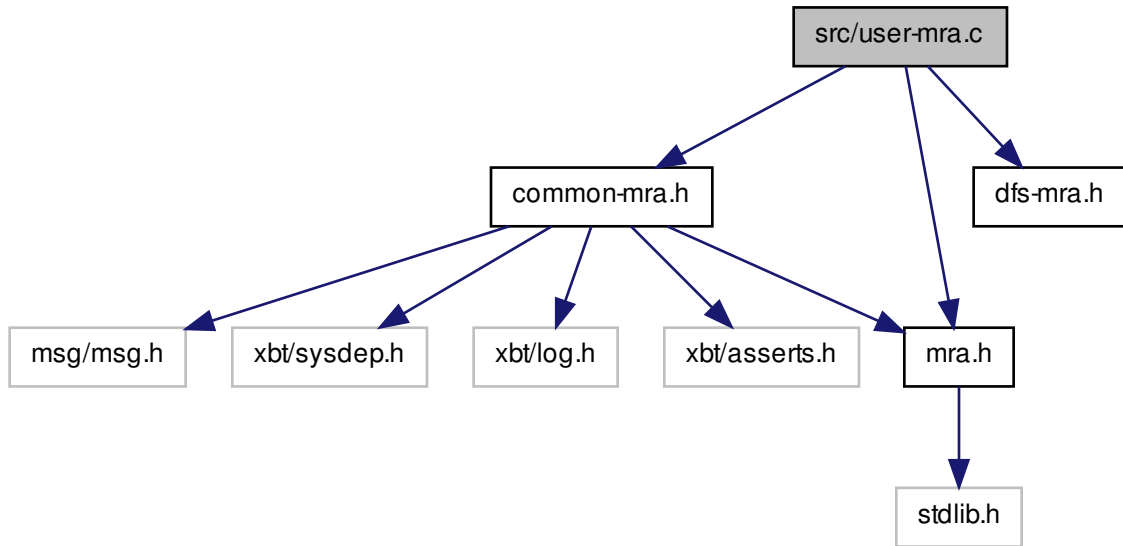 src/user-mra.c
common-mra.h
dfs-mra.h
msg/msg.h
xbt/sysdep.h
xbt/log.h
xbt/asserts.h
mra.h
stdlib.h